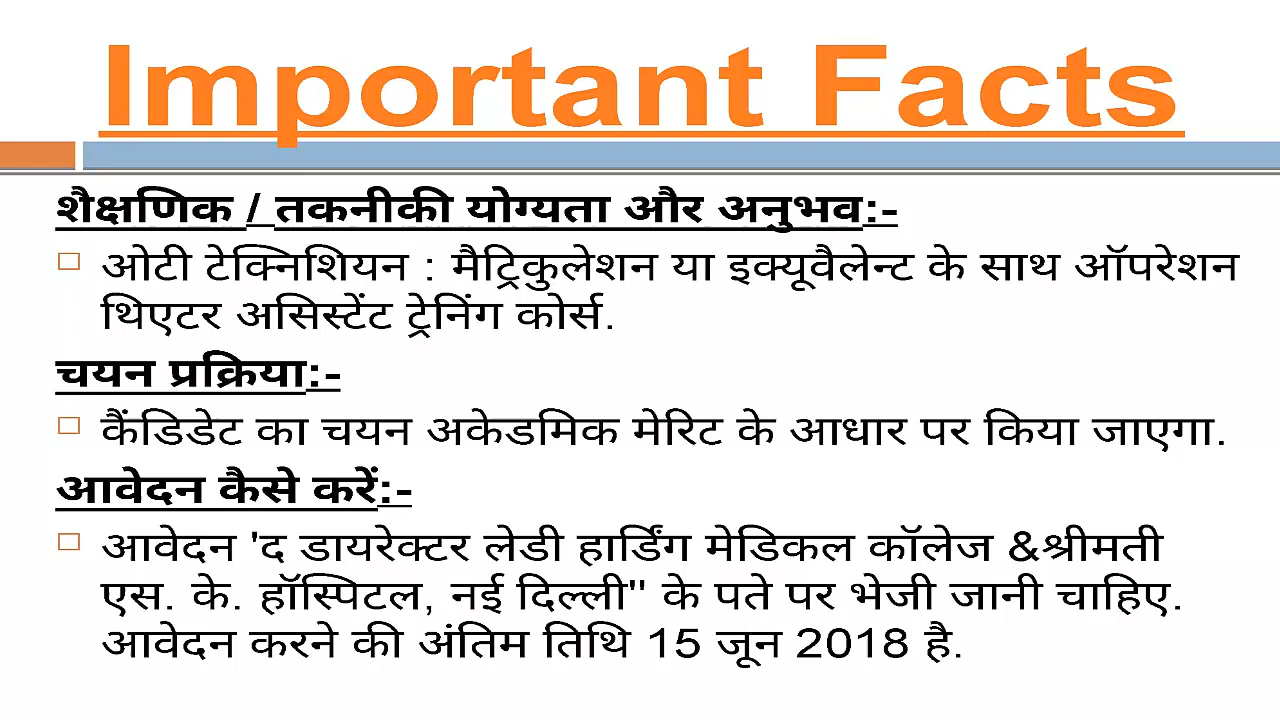 Important Facts
शैक्षणिक / तकनीकी योग्यता और अनुभव:-
ओटी टेक्निशियन : मैट्रिकुलेशन या इक्यूवैलेन्ट के साथ ऑपरेशन
थिएटर असिस्टेंट ट्रेनिंग कोर्स.
चयन प्रक्रिया:-
कैंडिडेट का चयन अकेडमिक मेरिट के आधार पर किया जाएगा.
आवेदन कैसे करें:-
आवेदन 'द डायरेक्टर लेडी हार्डिंग मेडिकल कॉलेज &श्रीमती
एस. के. हॉस्पिटल, नई दिल्ली'' के पते पर भेजी जानी चाहिए.
आवेदन करने की अंतिम तिथि 15 जून 2018 है.